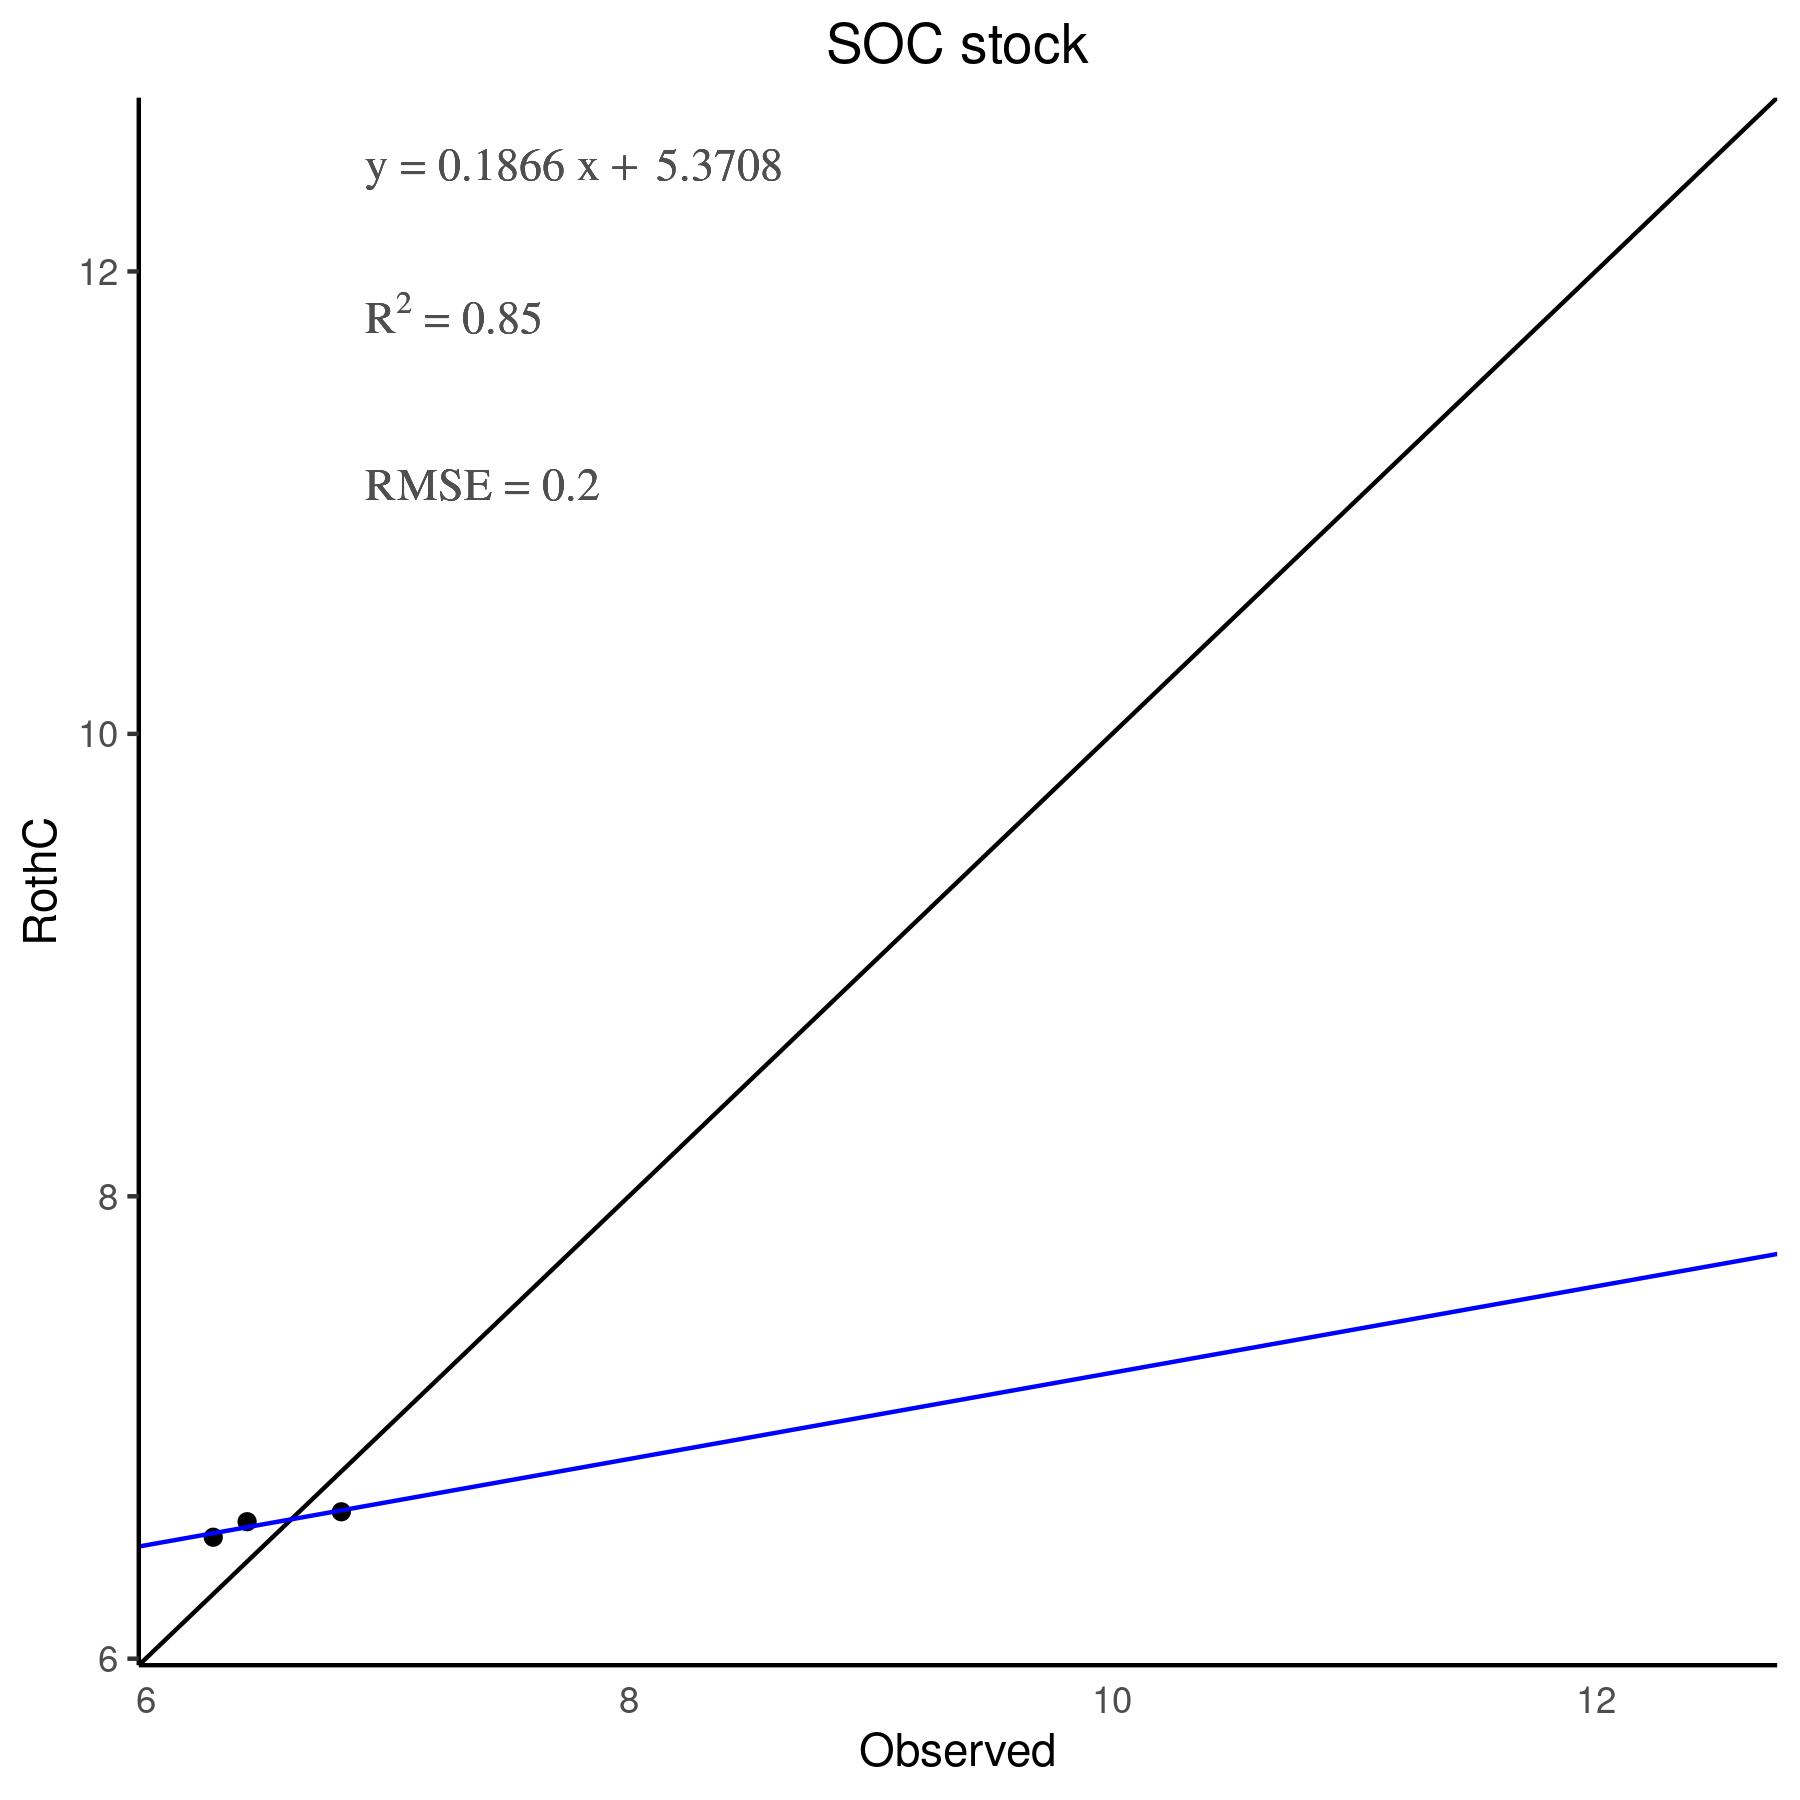 SOC stock
y = 0.1866 x + 5.3708
R² = 0.85
RMSE = 0.2
12
10
8
6
RothC
6 8 10 12
Observed